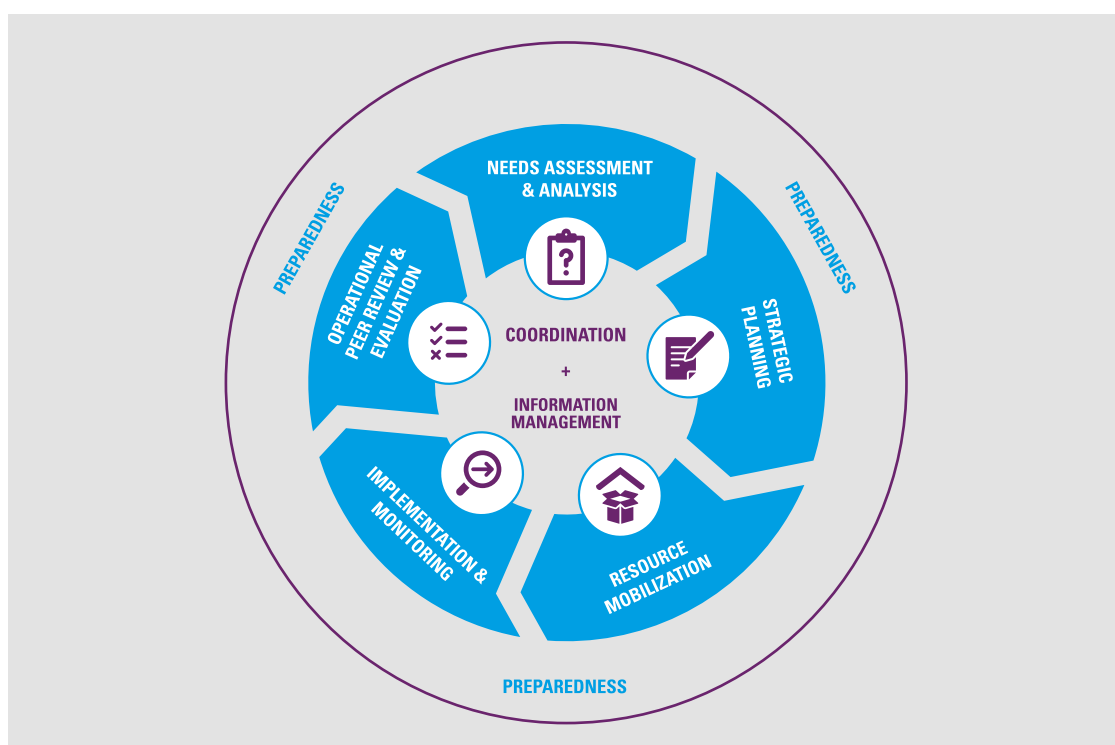 NEEDS ASSESSMENT
& ANALYSIS
PREPAREDNESS
PREPAREDNESS
STRATEGIC
PLANNING
RESOURCE
MOBILIZATION
IMPLEMENTATION &
MONITORING
OPERATIONAL
PEER REVIEW &
EVALUATION
?
COORDINATION
+
INFORMATION
MANAGEMENT
PREPAREDNESS